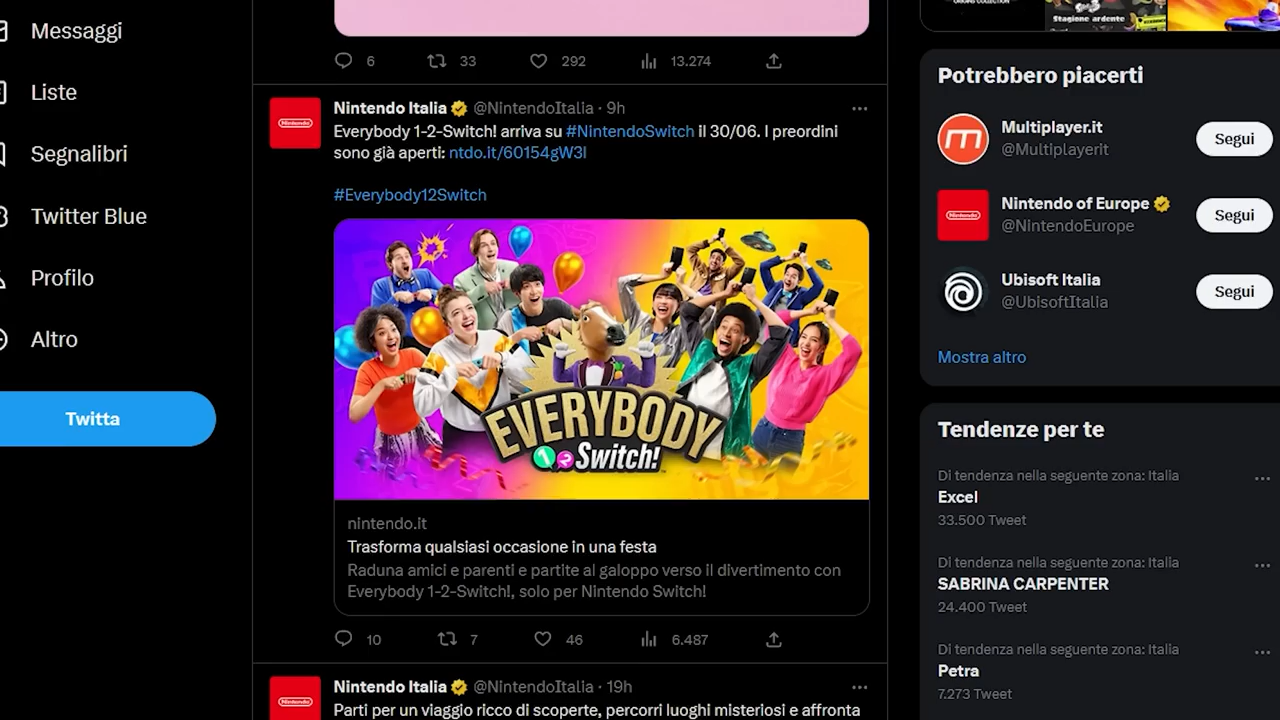 Messaggi
Liste
Segnalibri
Twitter Blue
Profilo
Altro
Twitta
6 33 292 13.274
Nintendo Italia @NintendoItalia · 9h
Everybody 1-2-Switch! arriva su #NintendoSwitch il 30/06. I preordini
sono già aperti: ntdo.it/60154gW3l
#Everybody12Switch
Nintendo
EVERYBODY
1 2 Switch!
nintendo.it
Trasforma qualsiasi occasione in una festa
Raduna amici e parenti e partite al galoppo verso il divertimento con
Everybody 1-2-Switch!, solo per Nintendo Switch!
10 7 46 6.487
Nintendo Italia @NintendoItalia · 19h
Parti per un viaggio ricco di scoperte, percorri luoghi misteriosi e affronta
Nintendo
ORIGINS COLLECTION
Stagione ardente
Potrebbero piacerti
Multiplayer.it
@Multiplayerit
Segui
Nintendo
Nintendo of Europe
@NintendoEurope
Segui
Ubisoft Italia
@UbisoftItalia
Segui
Mostra altro
Tendenze per te
Di tendenza nella seguente zona: Italia
Excel
33.500 Tweet
Di tendenza nella seguente zona: Italia
SABRINA CARPENTER
24.400 Tweet
Di tendenza nella seguente zona: Italia
Petra
7.273 Tweet